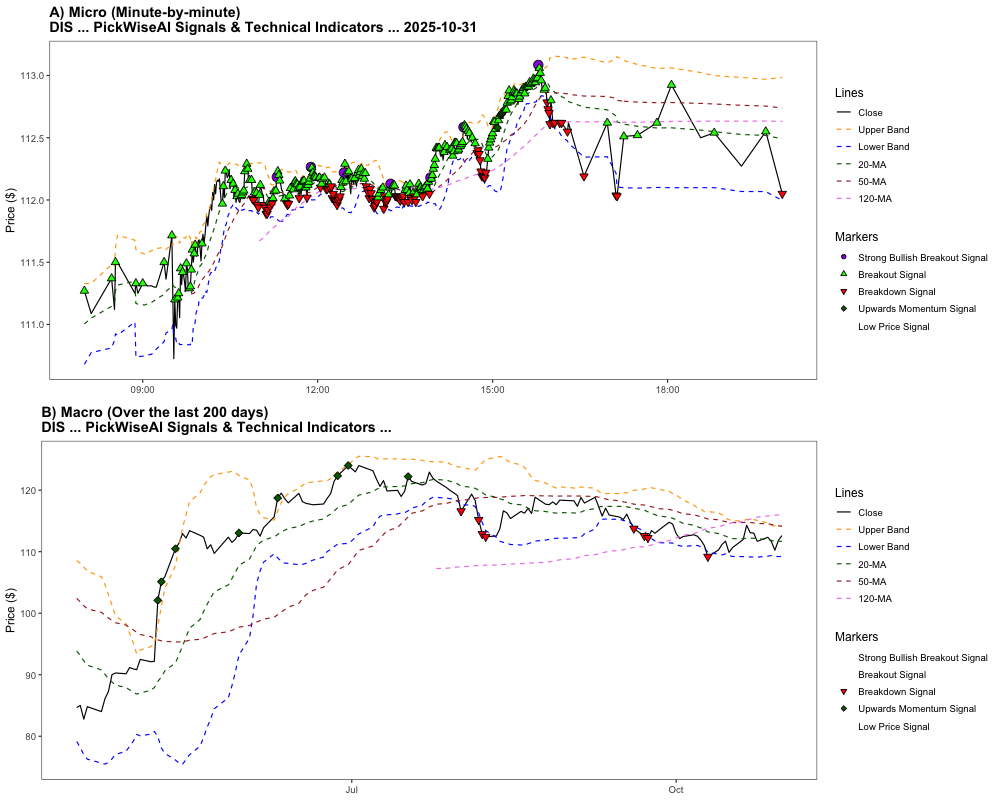 A) Micro (Minute-by-minute)
DIS ... PickWiseAI Signals & Technical Indicators ... 2025-10-31
Price ($)
113.0
112.5
112.0
111.5
111.0
09:00
12:00
15:00
18:00
Lines
Close
Upper Band
Lower Band
20-MA
50-MA
120-MA
Markers
Strong Bullish Breakout Signal
Breakout Signal
Breakdown Signal
Upwards Momentum Signal
Low Price Signal
B) Macro (Over the last 200 days)
DIS ... PickWiseAI Signals & Technical Indicators ...
Price ($)
120
110
100
90
80
Jul
Oct
Lines
Close
Upper Band
Lower Band
20-MA
50-MA
120-MA
Markers
Strong Bullish Breakout Signal
Breakout Signal
Breakdown Signal
Upwards Momentum Signal
Low Price Signal